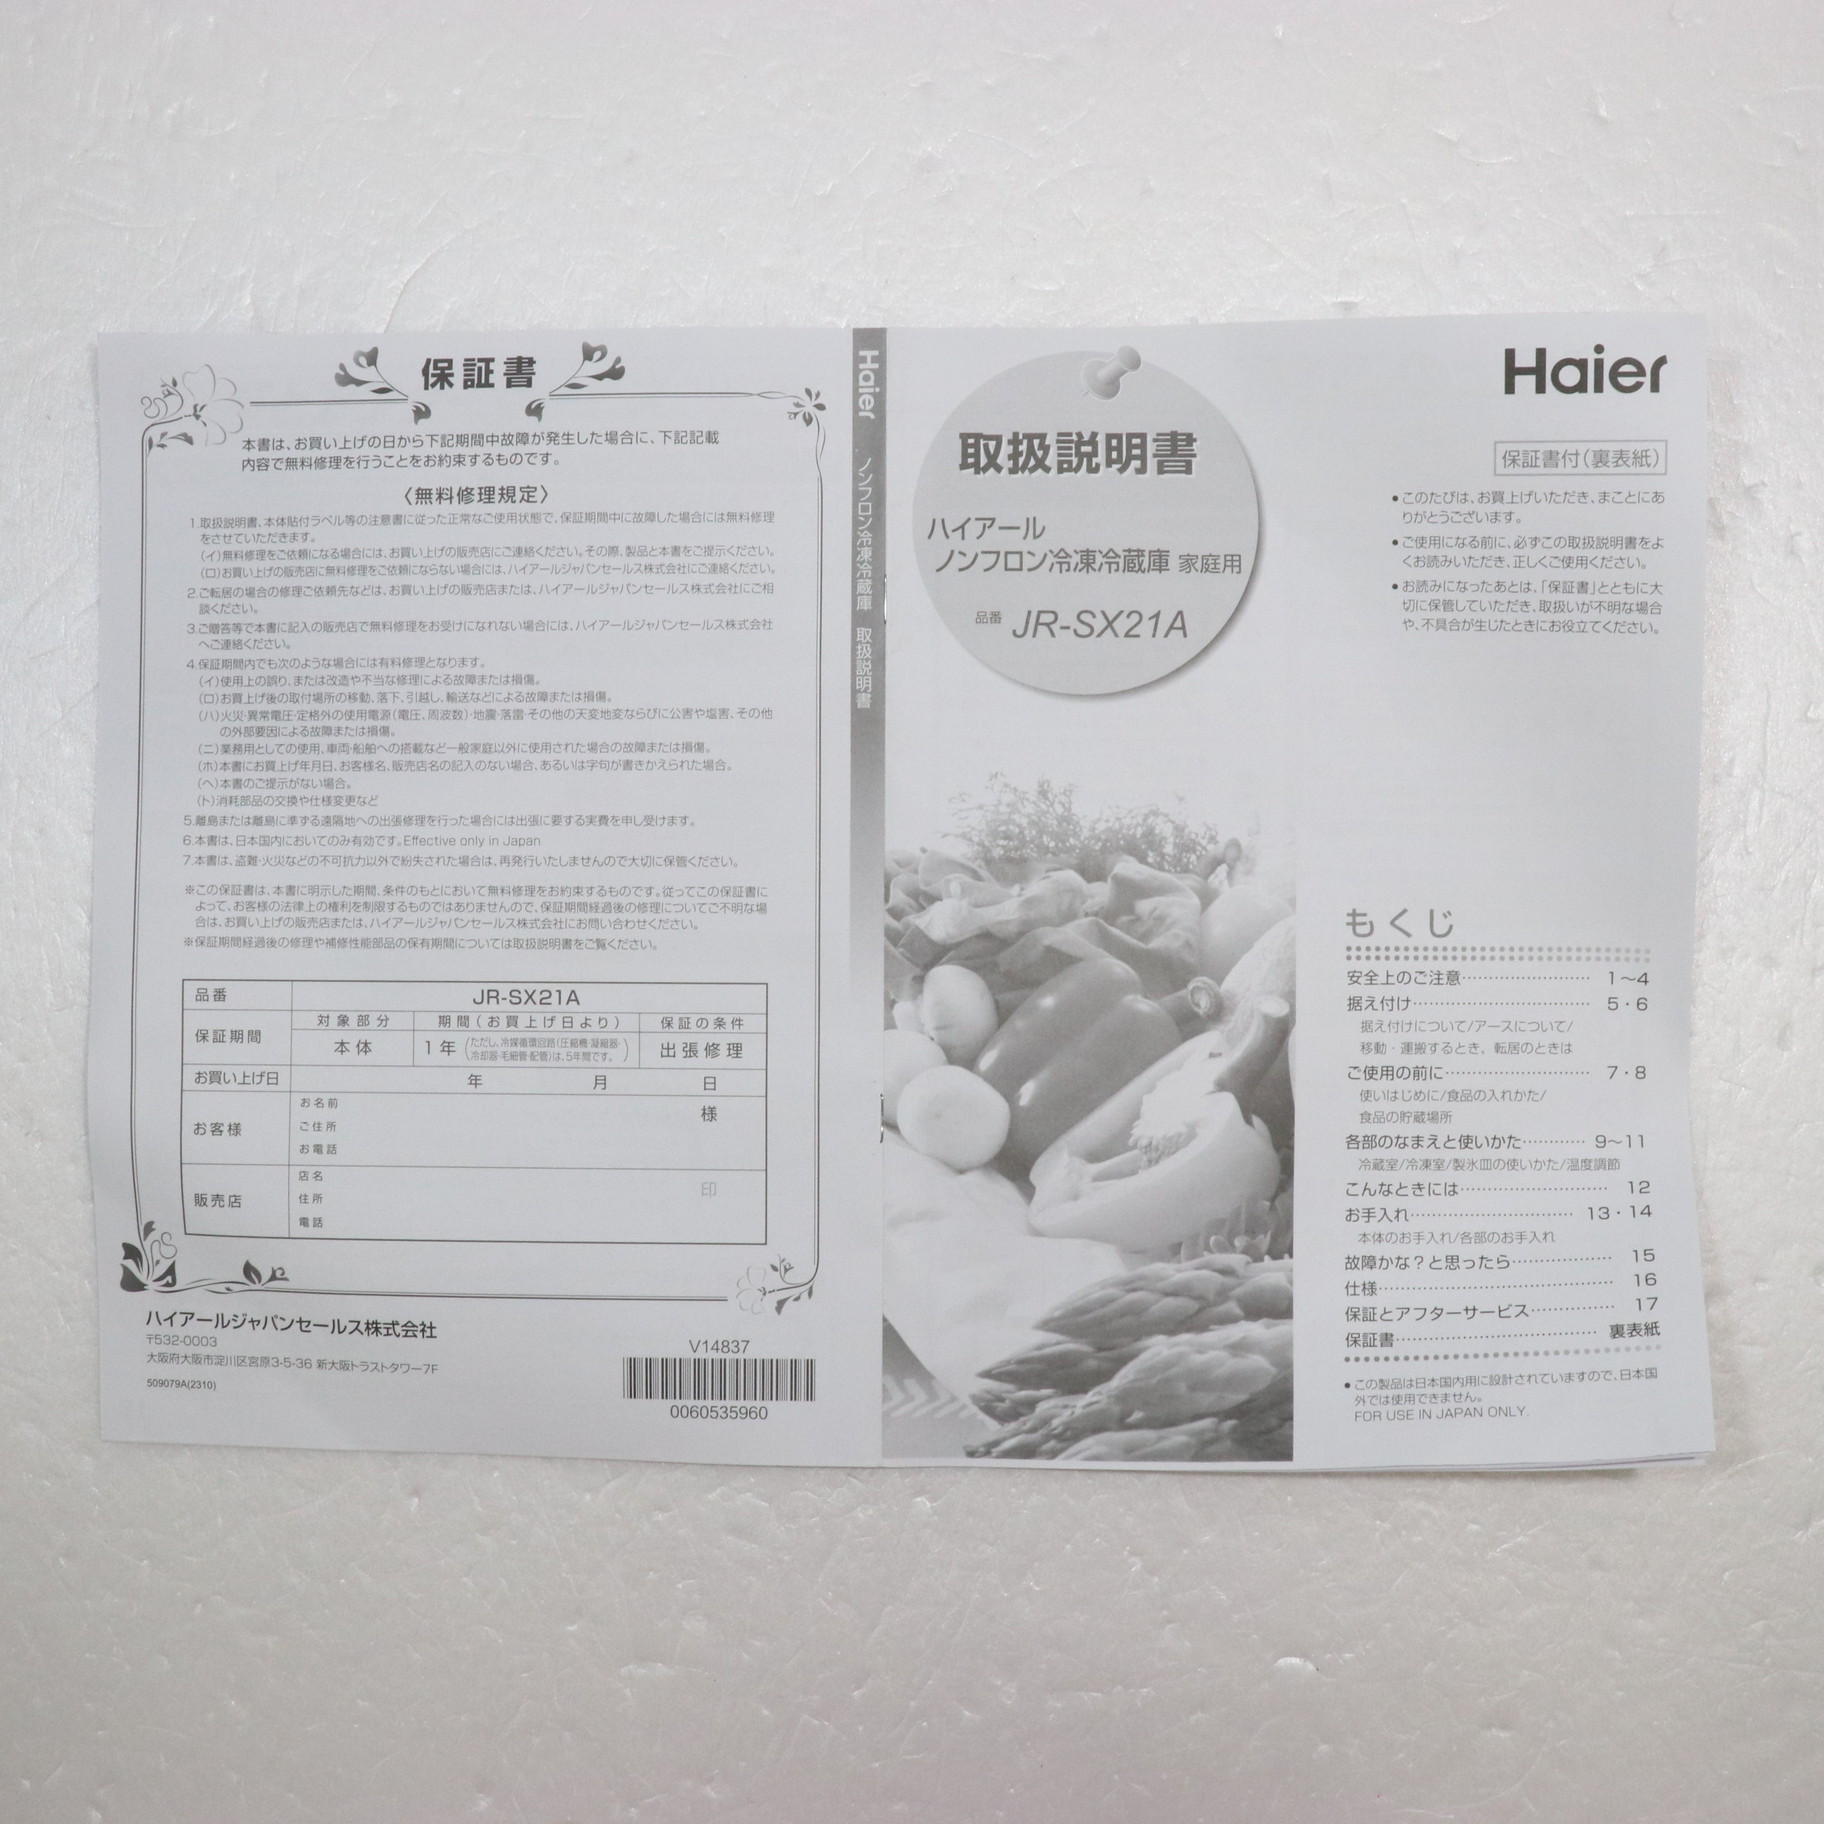 保証書
本書は、お買い上げの日から下記期間中故障が発生した場合に、下記記載
内容で無料修理を行うことをお約束するものです。
〈無料修理規定〉
1.取扱説明書、本体貼付ラベル等の注意書に従った正常なご使用状態で、保証期間中に故障した場合には無料修理
をさせていただきます。
(イ)無料修理をご依頼になる場合には、お買い上げの販売店にご連絡ください。その際、製品と本書をご提示ください。
(ロ)お買い上げの販売店に無料修理をご依頼にならない場合には、ハイアールジャパンセールス株式会社にご連絡ください。
2.ご転居の場合の修理ご依頼先などは、お買い上げの販売店または、ハイアールジャパンセールス株式会社にご相
談ください。
3.ご贈答等で本書に記入の販売店で無料修理をお受けになれない場合には、ハイアールジャパンセールス株式会社
へご連絡ください。
4.保証期間内でも次のような場合には有料修理となります。
(イ)使用上の誤り、または改造や不当な修理による故障または損傷。
(ロ)お買上げ後の取付場所の移動、落下、引越し、輸送などによる故障または損傷。
(ハ)火災・異常電圧・定格外の使用電源(電圧、周波数)・地震・落雷・その他の天変地変ならびに公害や塩害、その他
の外部要因による故障または損傷。
(ニ)業務用としての使用、車両・船舶への搭載など一般家庭以外に使用された場合の故障または損傷。
(ホ)本書にお買上げ年月日、お客様名、販売店名の記入のない場合、あるいは字句が書きかえられた場合。
(ヘ)本書のご提示がない場合。
(ト)消耗部品の交換や仕様変更など
5.離島または離島に準ずる遠隔地への出張修理を行った場合には出張に要する実費を申し受けます。
6.本書は、日本国内においてのみ有効です。Effective only in Japan
7.本書は、盗難・火災などの不可抗力以外で紛失された場合は、再発行いたしませんので大切に保管ください。
※この保証書は、本書に明示した期間、条件のもとにおいて無料修理をお約束するものです。従ってこの保証書に
よって、お客様の法律上の権利を制限するものではありませんので、保証期間経過後の修理についてご不明な場
合は、お買い上げの販売店または、ハイアールジャパンセールス株式会社にお問い合わせください。
※保証期間経過後の修理や補修性能部品の保有期間については取扱説明書をご覧ください。
品番 JR-SX21A
保証期間 対象部分 期間(お買上げ日より) 保証の条件
本体 1年 (ただし、冷媒循環回路(圧縮機・凝縮器・冷却器・毛細管・配管)は、5年間です。) 出張修理
お買い上げ日 年 月 日
お客様 お名前 様
ご住所
お電話
販売店 店名 印
住所
電話
ハイアールジャパンセールス株式会社
〒532-0003
大阪府大阪市淀川区宮原3-5-36 新大阪トラストタワー7F
509079A(2310)
V14837
0060535960
Haier ノンフロン冷凍冷蔵庫 取扱説明書
取扱説明書
ハイアール
ノンフロン冷凍冷蔵庫 家庭用
品番 JR-SX21A
Haier
保証書付(裏表紙)
●このたびは、お買上げいただき、まことにあ
りがとうございます。
●ご使用になる前に、必ずこの取扱説明書をよ
くお読みいただき、正しくご使用ください。
●お読みになったあとは、「保証書」とともに大
切に保管していただき、取扱いが不明な場合
や、不具合が生じたときにお役立てください。
もくじ
安全上のご注意 1〜4
据え付け 5・6
据え付けについて/アースについて/
移動・運搬するとき、転居のときは
ご使用の前に 7・8
使いはじめに/食品の入れかた/
食品の貯蔵場所
各部のなまえと使いかた 9〜11
冷蔵室/冷凍室/製氷皿の使いかた/温度調節
こんなときには 12
お手入れ 13・14
本体のお手入れ/各部のお手入れ
故障かな？と思ったら 15
仕様 16
保証とアフターサービス 17
保証書 裏表紙
●この製品は日本国内用に設計されていますので、日本国
外では使用できません。
FOR USE IN JAPAN ONLY.